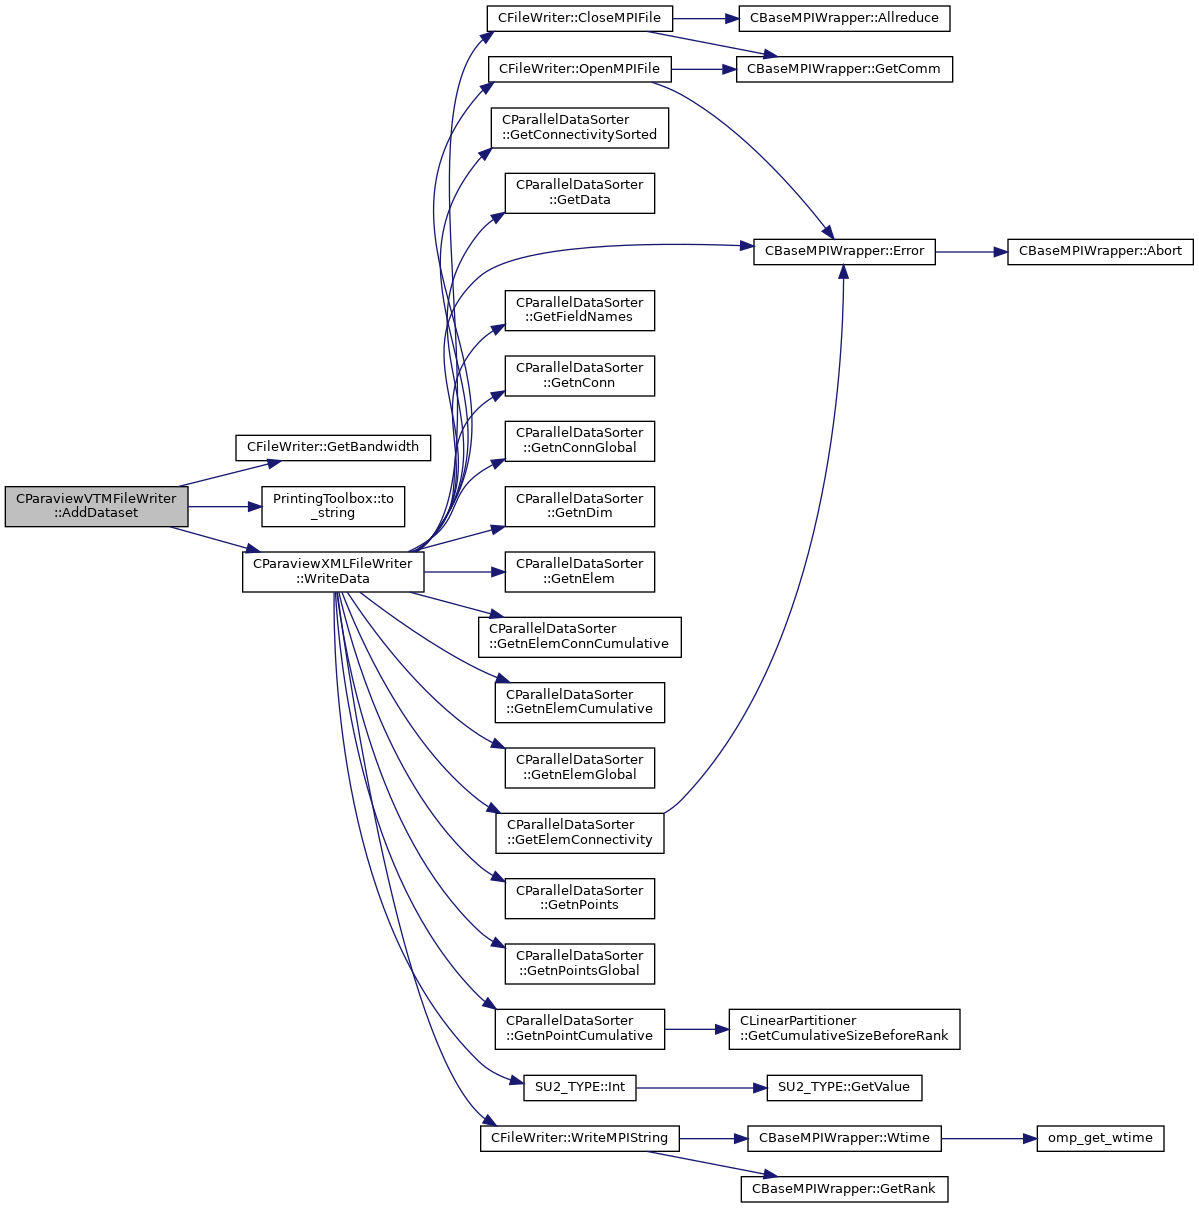 CFileWriter::CloseMPIFile
CBaseMPIWrapper::Allreduce
CFileWriter::OpenMPIFile
CBaseMPIWrapper::GetComm
CParallelDataSorter
::GetConnectivitySorted
CParallelDataSorter
::GetData
CBaseMPIWrapper::Error
CBaseMPIWrapper::Abort
CParallelDataSorter
::GetFieldNames
CParallelDataSorter
::GetnConn
CParallelDataSorter
::GetnConnGlobal
CFileWriter::GetBandwidth
CParaviewVTMFileWriter
::AddDataset
PrintingToolbox::to
_string
CParallelDataSorter
::GetnDim
CParaviewXMLFileWriter
::WriteData
CParallelDataSorter
::GetnElem
CParallelDataSorter
::GetnElemConnCumulative
CParallelDataSorter
::GetnElemCumulative
CParallelDataSorter
::GetnElemGlobal
CParallelDataSorter
::GetElemConnectivity
CParallelDataSorter
::GetnPoints
CParallelDataSorter
::GetnPointsGlobal
CParallelDataSorter
::GetnPointCumulative
CLinearPartitioner
::GetCumulativeSizeBeforeRank
SU2_TYPE::Int
SU2_TYPE::GetValue
CFileWriter::WriteMPIString
CBaseMPIWrapper::Wtime
omp_get_wtime
CBaseMPIWrapper::GetRank